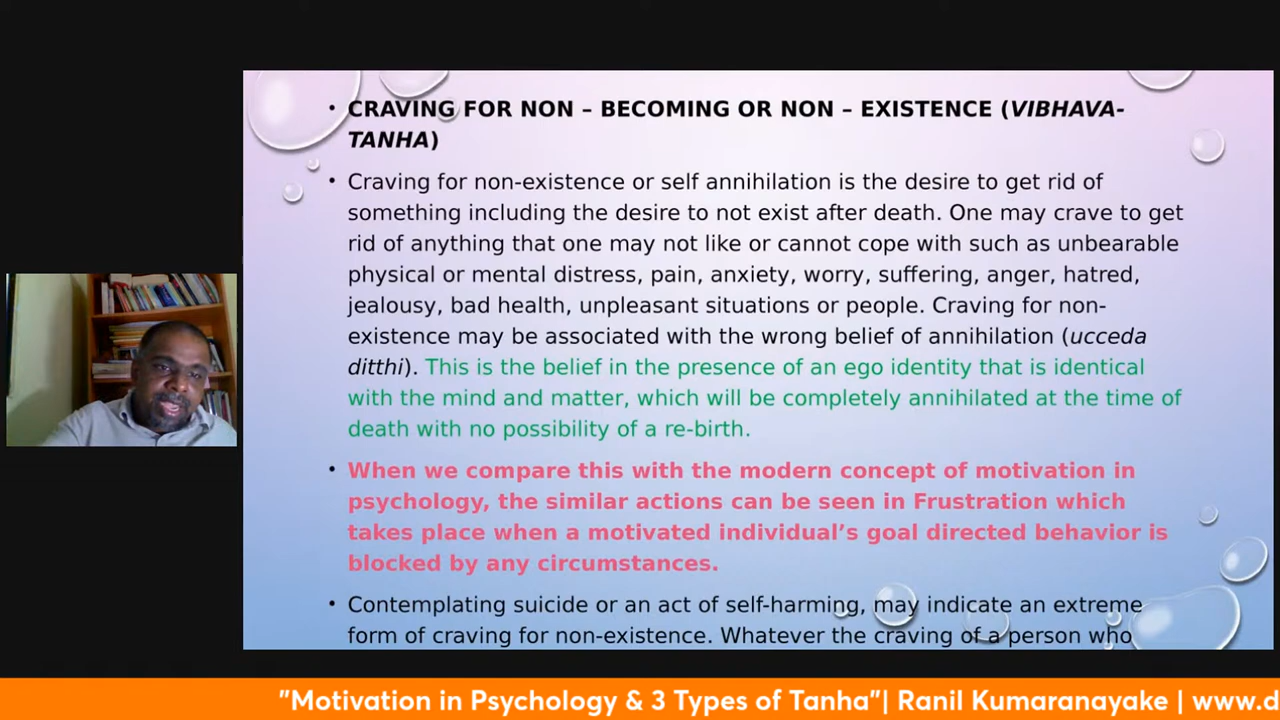 • CRAVING FOR NON – BECOMING OR NON – EXISTENCE (VIBHAVA-
TANHA)
• Craving for non-existence or self annihilation is the desire to get rid of
something including the desire to not exist after death. One may crave to get
rid of anything that one may not like or cannot cope with such as unbearable
physical or mental distress, pain, anxiety, worry, suffering, anger, hatred,
jealousy, bad health, unpleasant situations or people. Craving for non-
existence may be associated with the wrong belief of annihilation (ucceda
ditthi). This is the belief in the presence of an ego identity that is identical
with the mind and matter, which will be completely annihilated at the time of
death with no possibility of a re-birth.
• When we compare this with the modern concept of motivation in
psychology, the similar actions can be seen in Frustration which
takes place when a motivated individual’s goal directed behavior is
blocked by any circumstances.
• Contemplating suicide or an act of self-harming, may indicate an extreme
form of craving for non-existence. Whatever the craving of a person who
"Motivation in Psychology & 3 Types of Tanha"| Ranil Kumaranayake | www.d